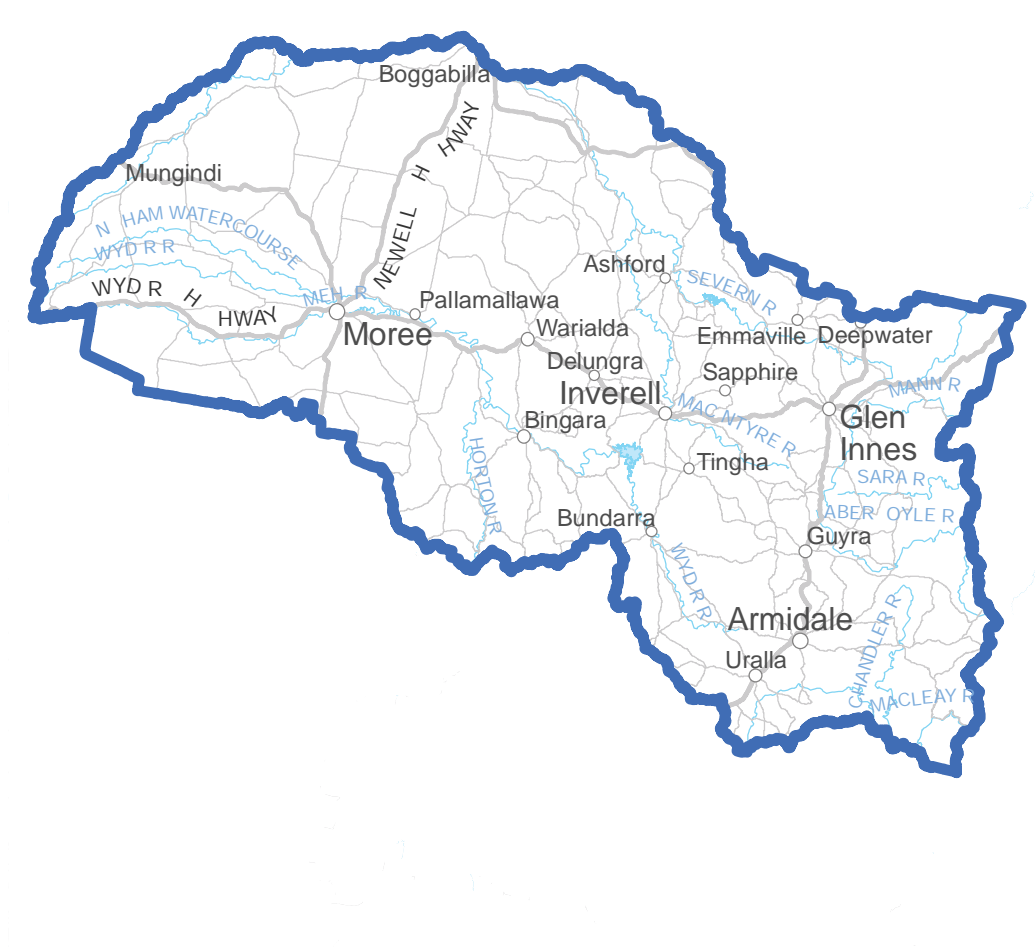 Boggabilla
HWAY
H
NEWELL
Mungindi
N HAM WATERCOURSE
WYD R R
WYD R H
HWAY
MEH R
Moree
Pallamallawa
Warialda
Delungra
Inverell
Ashford
SEVERN R
Emmaville
Deepwater
Sapphire
MANN R
MAC NTYRE R
Glen
Innes
Bingara
HORTON R
Tingha
SARA R
ABER OYLE R
Bundarra
Guyra
WYD R R
Armidale
Uralla
CHANDLER R
MACLEAY R